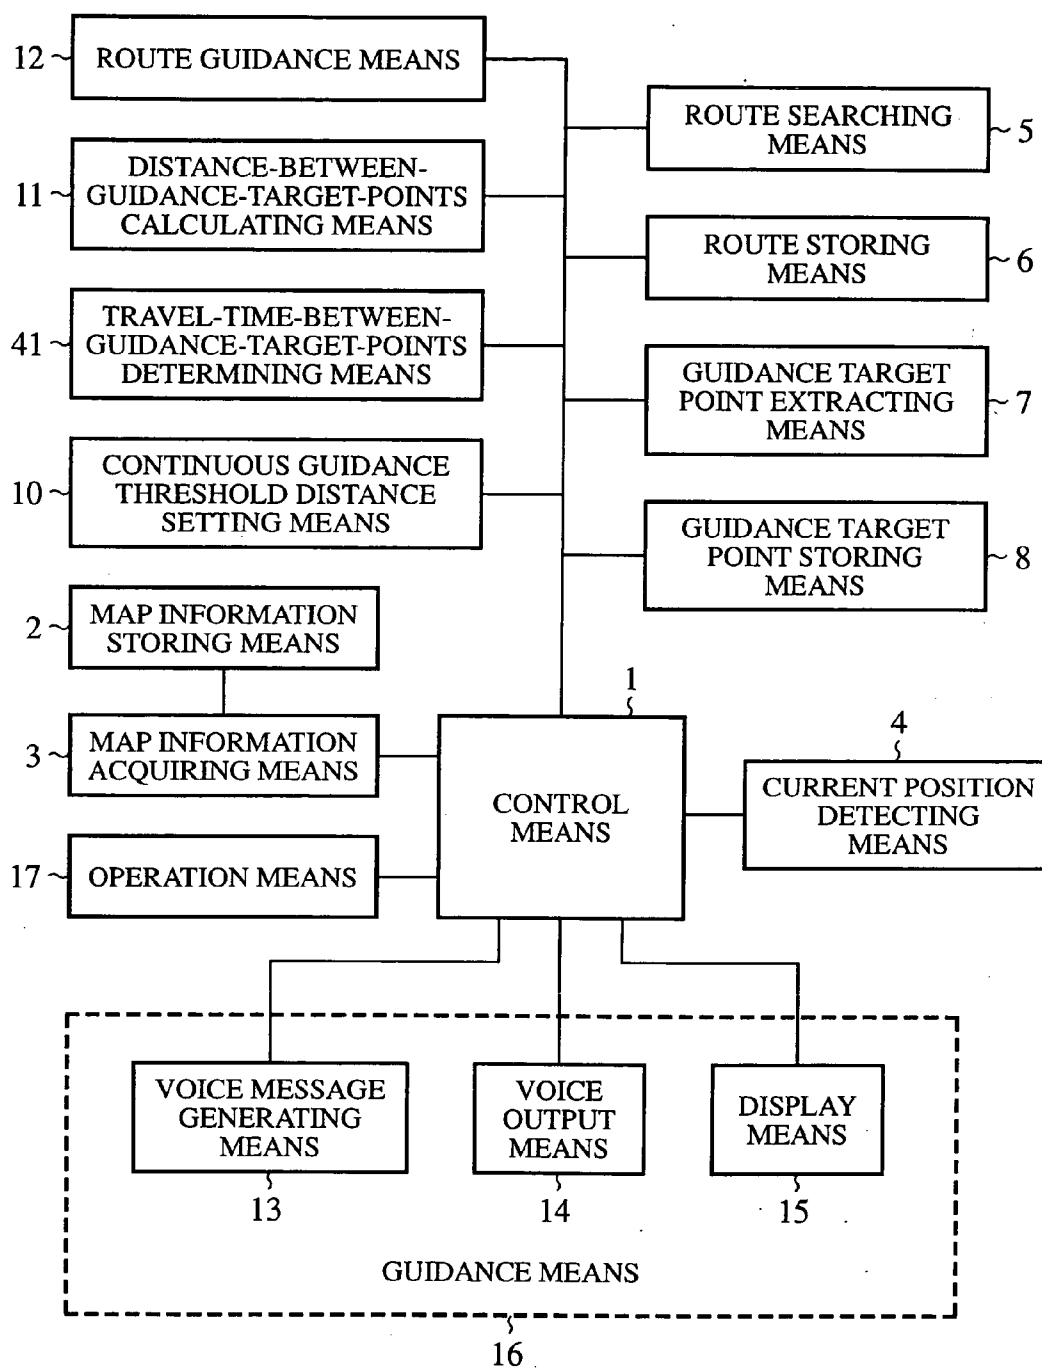 12 ROUTE GUIDANCE MEANS
ROUTE SEARCHING
MEANS
5
DISTANCE-BETWEEN-
GUIDANCE-TARGET-POINTS
CALCULATING MEANS
11
ROUTE STORING
MEANS
6
TRAVEL-TIME-BETWEEN-
GUIDANCE-TARGET-POINTS
DETERMINING MEANS
41
GUIDANCE TARGET
POINT EXTRACTING
MEANS
7
CONTINUOUS GUIDANCE
THRESHOLD DISTANCE
SETTING MEANS
10
GUIDANCE TARGET
POINT STORING
MEANS
8
MAP INFORMATION
STORING MEANS
2
MAP INFORMATION
ACQUIRING MEANS
3
1
CONTROL
MEANS
4
CURRENT POSITION
DETECTING
MEANS
17 OPERATION MEANS
VOICE MESSAGE
GENERATING
MEANS
13
VOICE
OUTPUT
MEANS
14
DISPLAY
MEANS
15
GUIDANCE MEANS
16